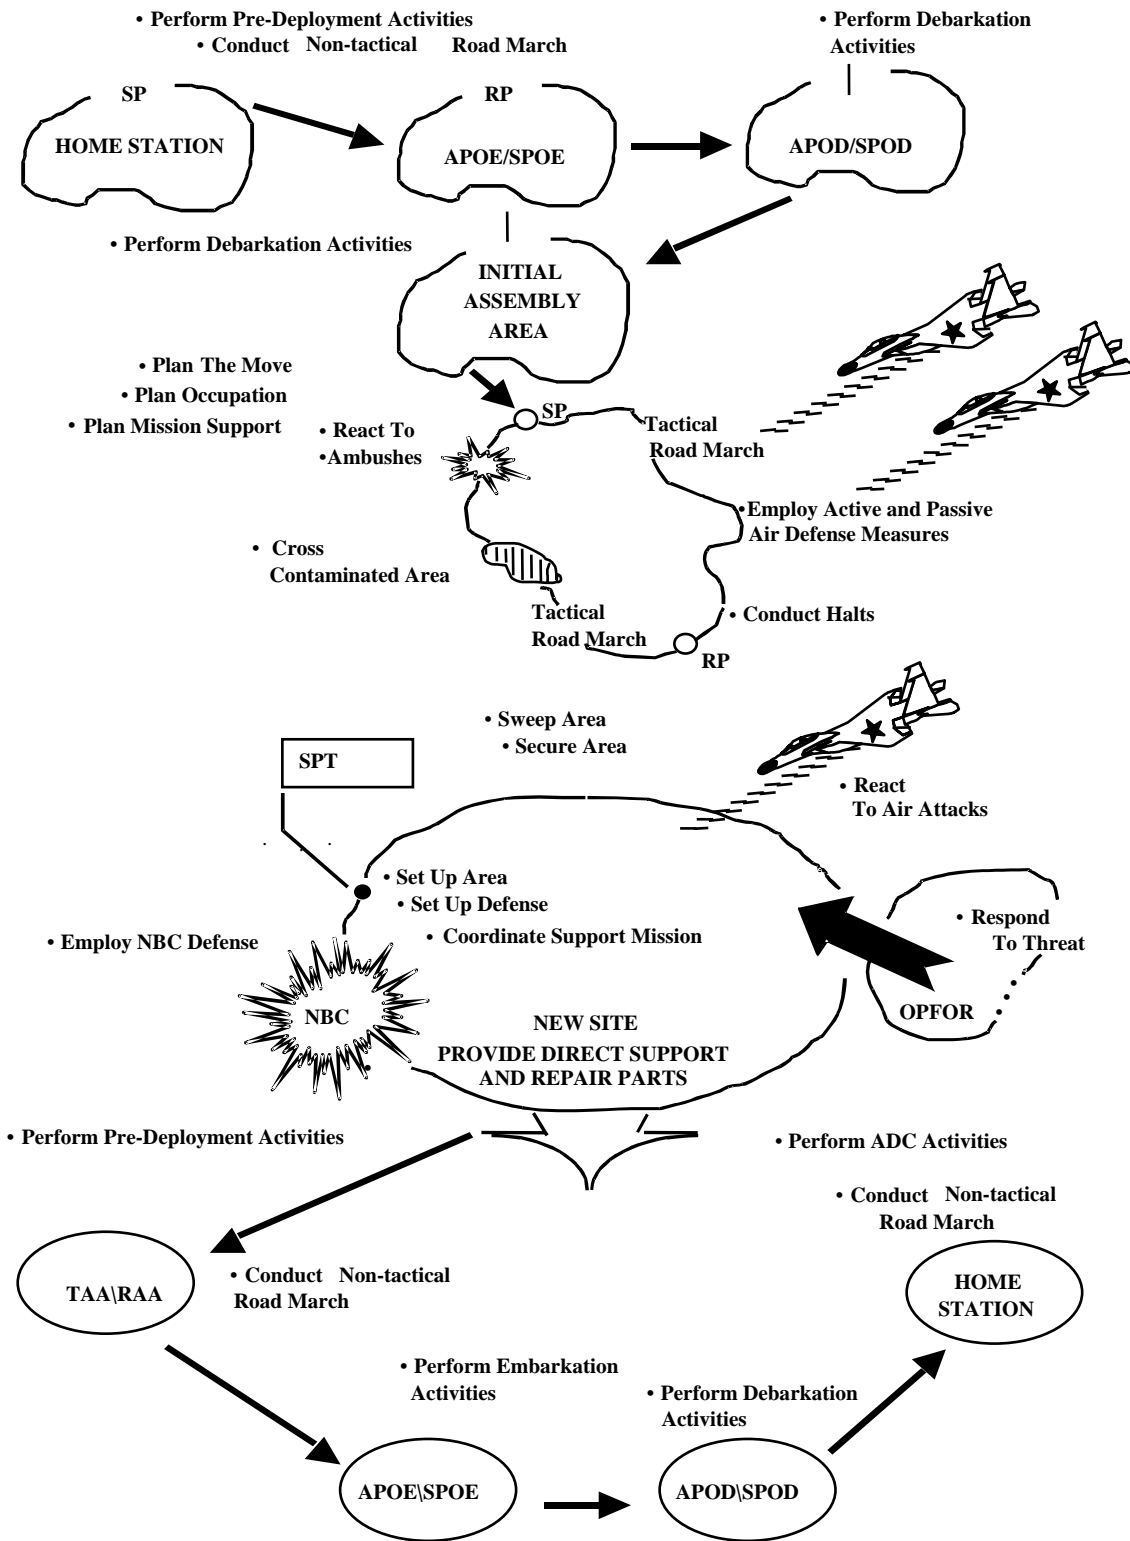 • Perform Pre-Deployment Activities
• Conduct Non-tactical Road March
• Perform Debarkation
Activities
SP
HOME STATION
RP
APOE/SPOE
APOD/SPOD
• Perform Debarkation Activities
INITIAL
ASSEMBLY
AREA
• Plan The Move
• Plan Occupation
• Plan Mission Support
• React To
•Ambushes
SP
Tactical
Road March
•Employ Active and Passive
Air Defense Measures
• Cross
Contaminated Area
Tactical
Road March
• Conduct Halts
RP
• Sweep Area
• Secure Area
SPT
• React
To Air Attacks
• Set Up Area
• Set Up Defense
• Coordinate Support Mission
• Employ NBC Defense
• Respond
To Threat
OPFOR
NBC
NEW SITE
PROVIDE DIRECT SUPPORT
AND REPAIR PARTS
• Perform Pre-Deployment Activities
• Perform ADC Activities
• Conduct Non-tactical
Road March
TAA\RAA
• Conduct Non-tactical
Road March
HOME
STATION
• Perform Embarkation
Activities
• Perform Debarkation
Activities
APOE\SPOE
APOD\SPOD